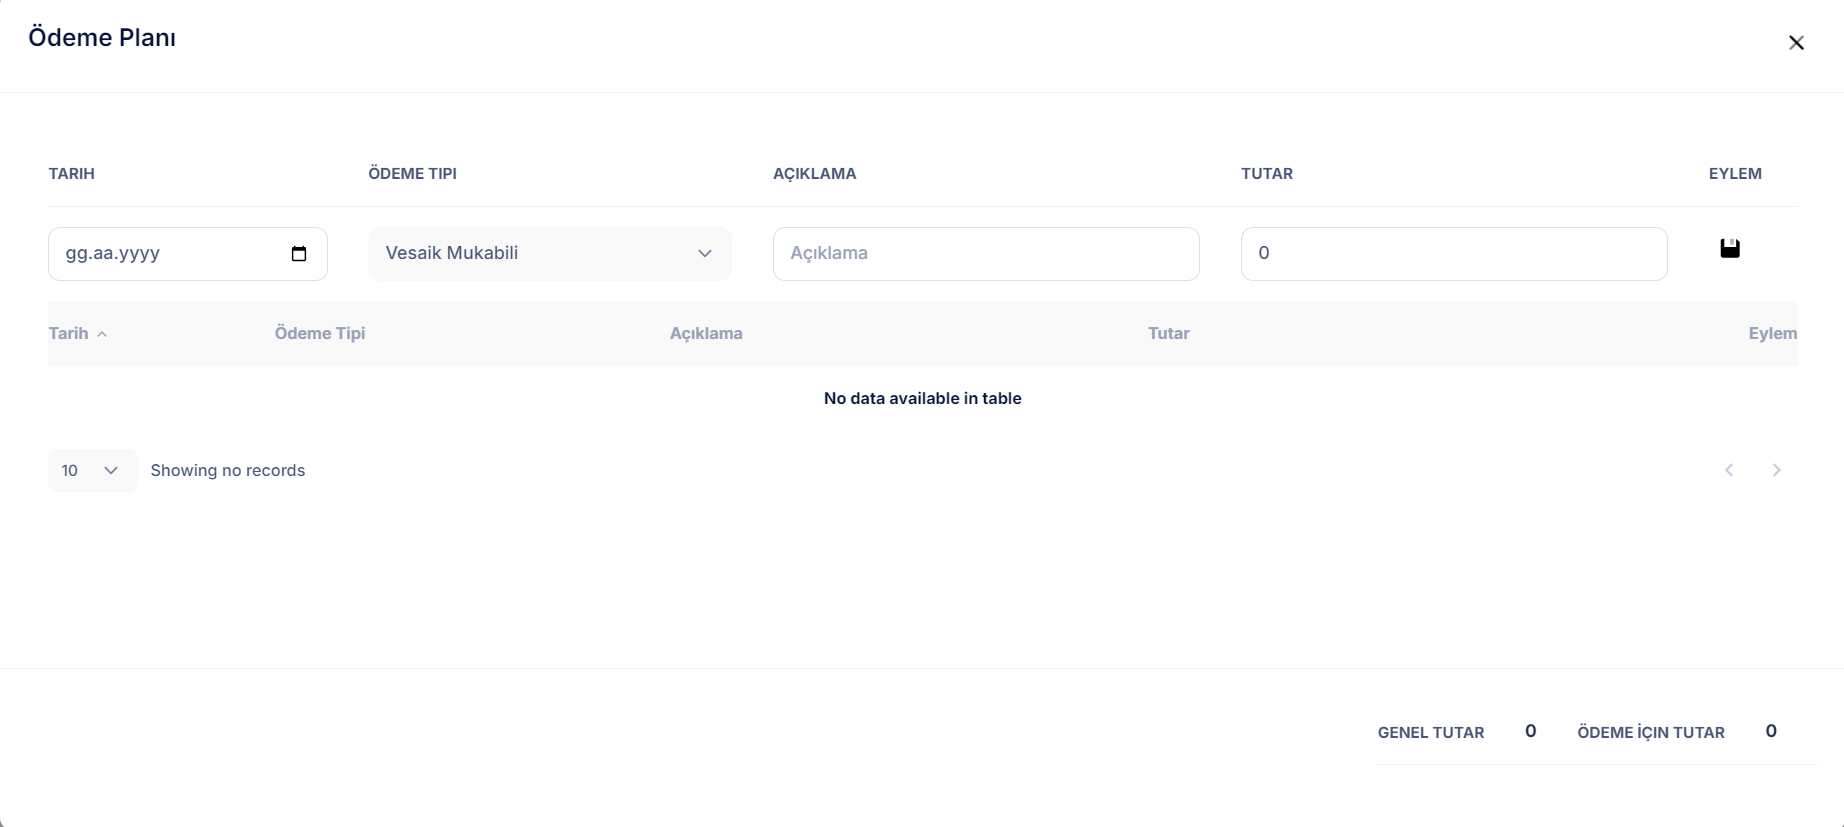 Ödeme Planı
TARIH ÖDEME TIPI AÇIKLAMA TUTAR EYLEM
gg.aa.yyyy Vesaik Mukabili Açıklama 0
Tarih Ödeme Tipi Açıklama Tutar Eylem
No data available in table
10 Showing no records
GENEL TUTAR 0 ÖDEME İÇIN TUTAR 0